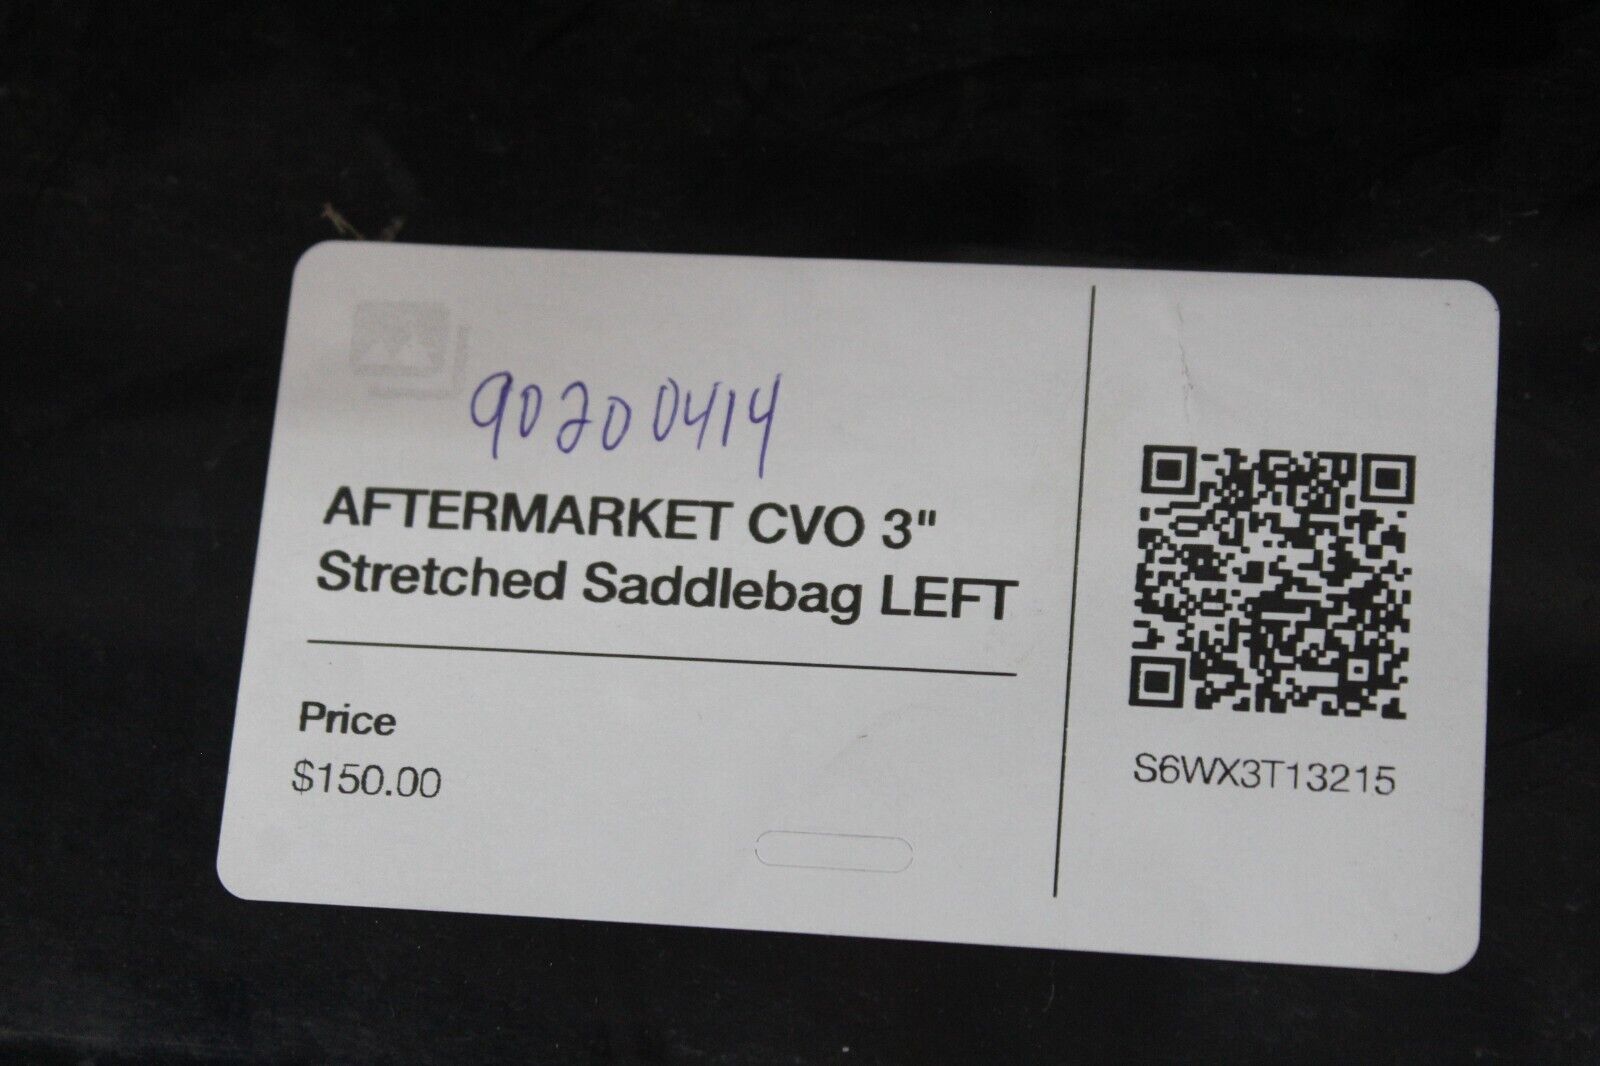 90200414
AFTERMARKET CVO 3"
Stretched Saddlebag LEFT
Price
$150.00
S6WX3T13215